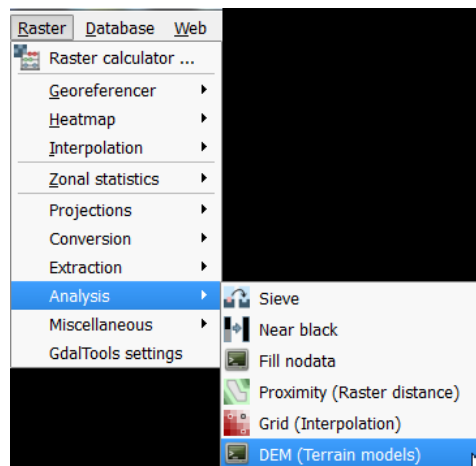 Raster Database Web
Raster calculator ...
Georeferencer
Heatmap
Interpolation
Zonal statistics
Projections
Conversion
Extraction
Analysis
Miscellaneous
GdalTools settings
Sieve
Near black
Fill nodata
Proximity (Raster distance)
Grid (Interpolation)
DEM (Terrain models)